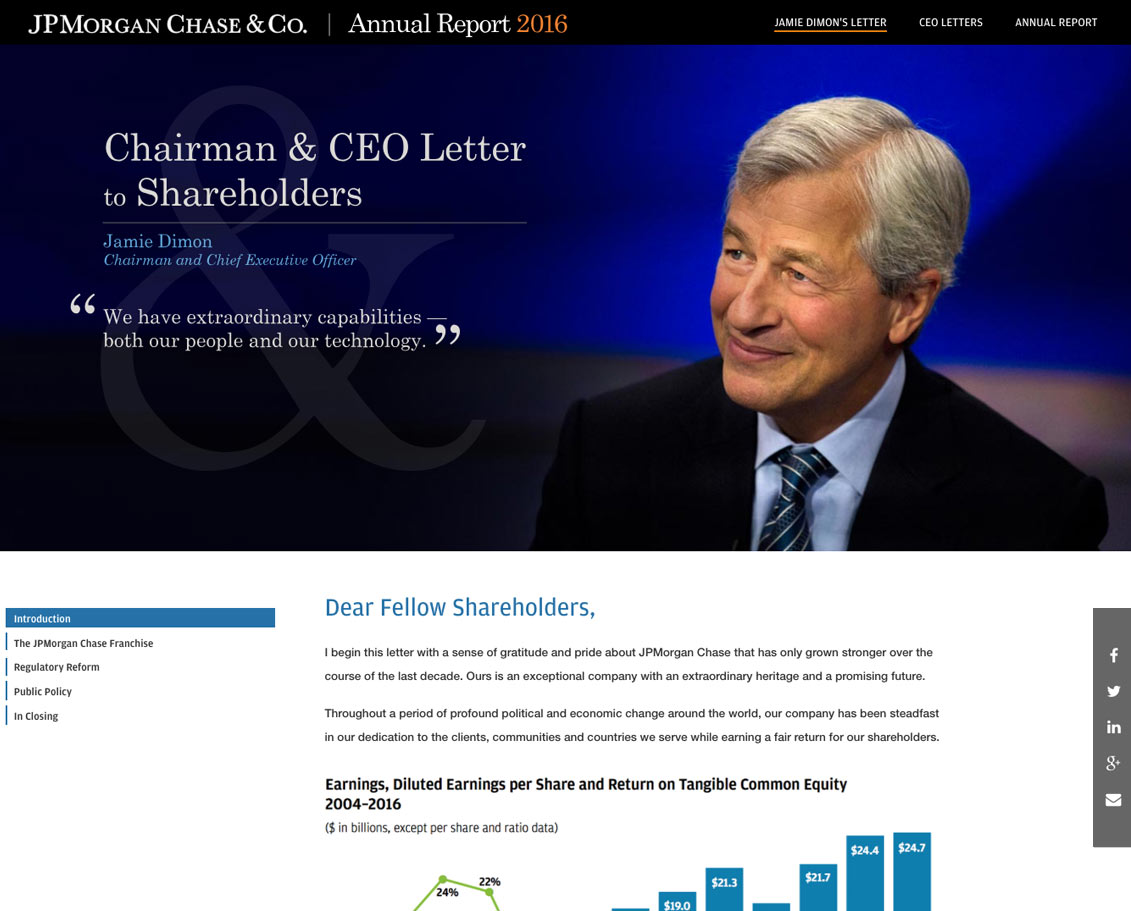 JPMORGAN CHASE & CO. | Annual Report 2016
JAMIE DIMON'S LETTER
CEO LETTERS
ANNUAL REPORT
&
Chairman & CEO Letter
to Shareholders
Jamie Dimon
Chairman and Chief Executive Officer
“ We have extraordinary capabilities —
both our people and our technology. ”
Introduction
The JPMorgan Chase Franchise
Regulatory Reform
Public Policy
In Closing
Dear Fellow Shareholders,
I begin this letter with a sense of gratitude and pride about JPMorgan Chase that has only grown stronger over the
course of the last decade. Ours is an exceptional company with an extraordinary heritage and a promising future.
Throughout a period of profound political and economic change around the world, our company has been steadfast
in our dedication to the clients, communities and countries we serve while earning a fair return for our shareholders.
Earnings, Diluted Earnings per Share and Return on Tangible Common Equity
2004–2016
($ in billions, except per share and ratio data)
24%
22%
$19.0
$21.3
$21.7
$24.4
$24.7
f
in
g+